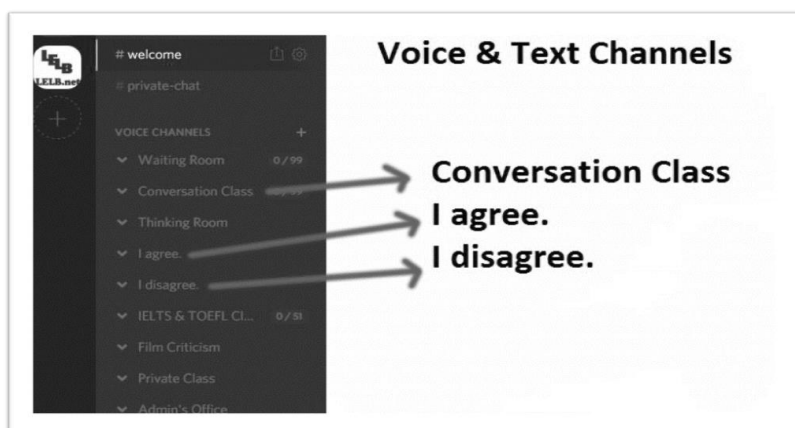 LELB
LELB.net
# welcome
# private-chat
VOICE CHANNELS
Waiting Room 0/99
Conversation Class
Thinking Room
I agree.
I disagree.
IELTS & TOEFL Cl... 0/51
Film Criticism
Private Class
Admin's Office
Voice & Text Channels
Conversation Class
I agree.
I disagree.